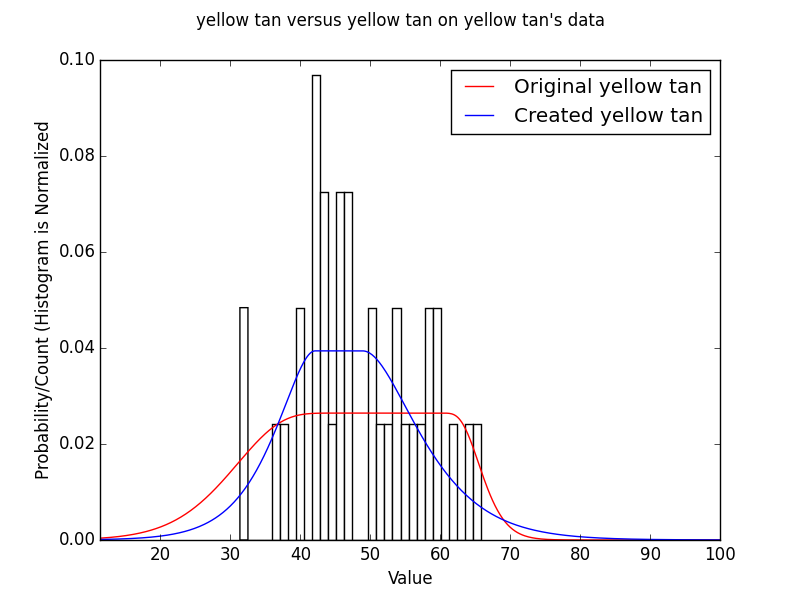 yellow tan versus yellow tan on yellow tan's data
Original yellow tan
Created yellow tan
Probability/Count (Histogram is Normalized
0.10
0.08
0.06
0.04
0.02
0.00
20 30 40 50 60 70 80 90 100
Value